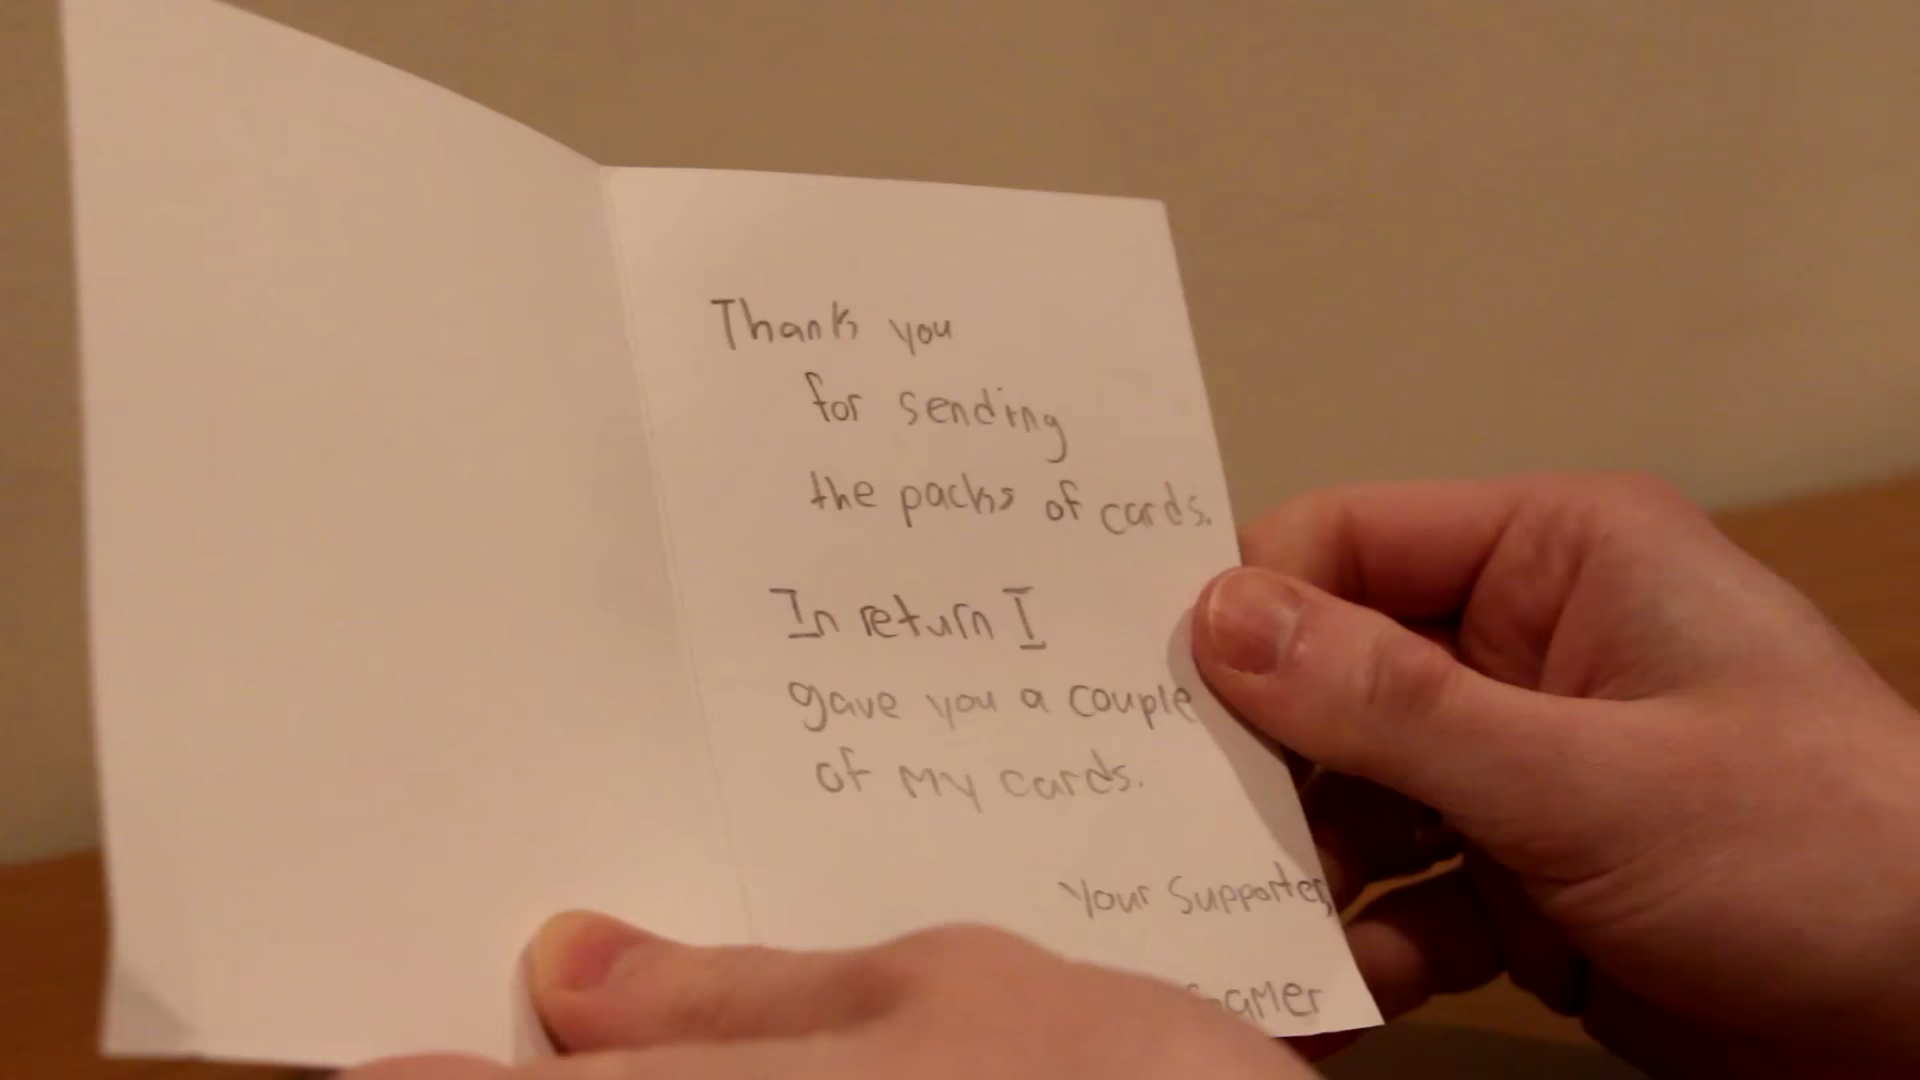 Thank you
for sending
the packs of cards.
In return I
gave you a couple
of my cards.
Your Supporter,